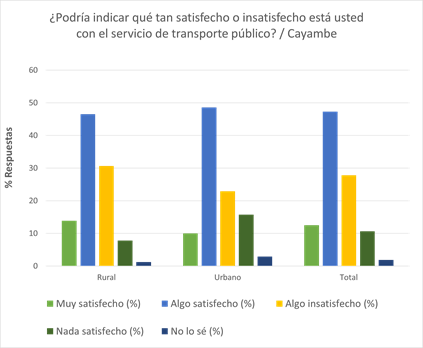 ¿Podría indicar qué tan satisfecho o insatisfecho está usted
con el servicio de transporte público? / Cayambe
60
50
40
30
20
10
0
% Respuestas
Rural Urbano Total
Muy satisfecho (%) Algo satisfecho (%) Algo insatisfecho (%)
Nada satisfecho (%) No lo sé (%)